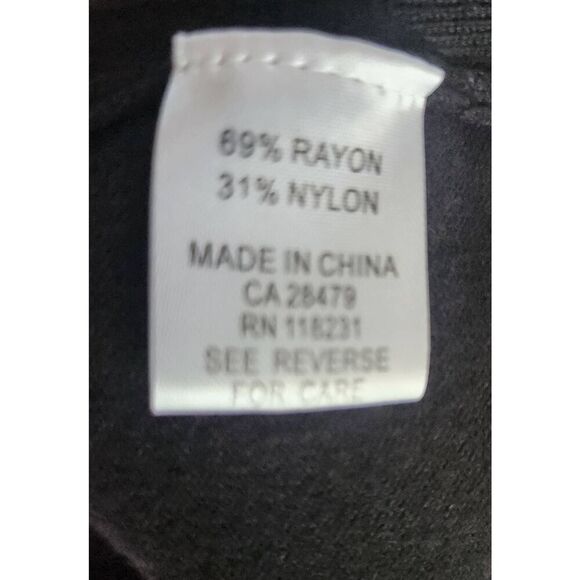 69% RAYON
31% NYLON
MADE IN CHINA
CA 28479
RN 118231
SEE REVERSE
FOR CARE